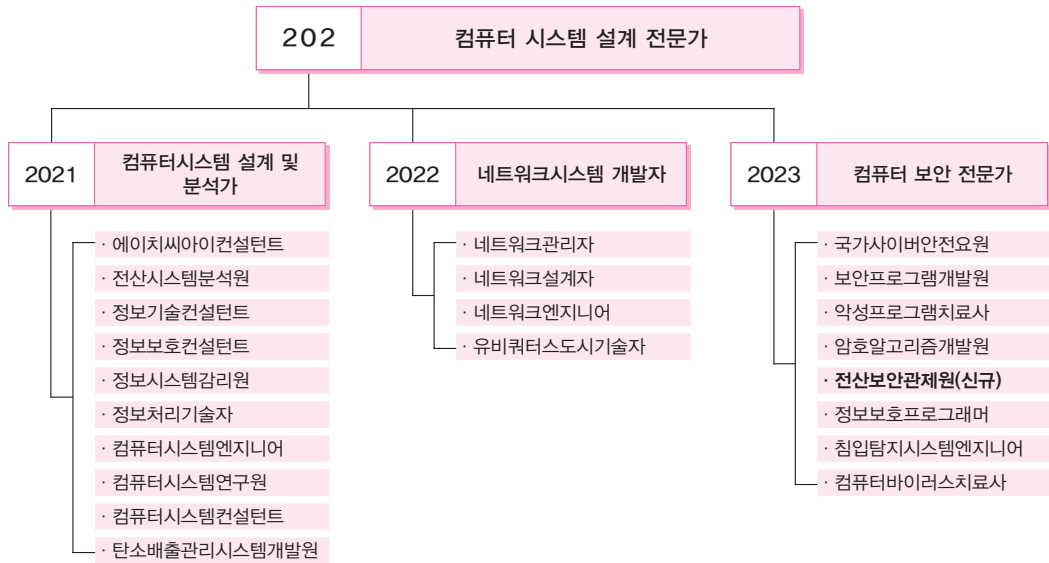 202 컴퓨터 시스템 설계 전문가
2021 컴퓨터시스템 설계 및
분석가
· 에이치씨아이컨설턴트
· 전산시스템분석원
· 정보기술컨설턴트
· 정보보호컨설턴트
· 정보시스템감리원
· 정보처리기술자
· 컴퓨터시스템엔지니어
· 컴퓨터시스템연구원
· 컴퓨터시스템컨설턴트
· 탄소배출관리시스템개발원
2022 네트워크시스템 개발자
· 네트워크관리자
· 네트워크설계자
· 네트워크엔지니어
· 유비쿼터스도시기술자
2023 컴퓨터 보안 전문가
· 국가사이버안전요원
· 보안프로그램개발원
· 악성프로그램치료사
· 암호알고리즘개발원
· 전산보안관제원(신규)
· 정보보호프로그래머
· 침입탐지시스템엔지니어
· 컴퓨터바이러스치료사